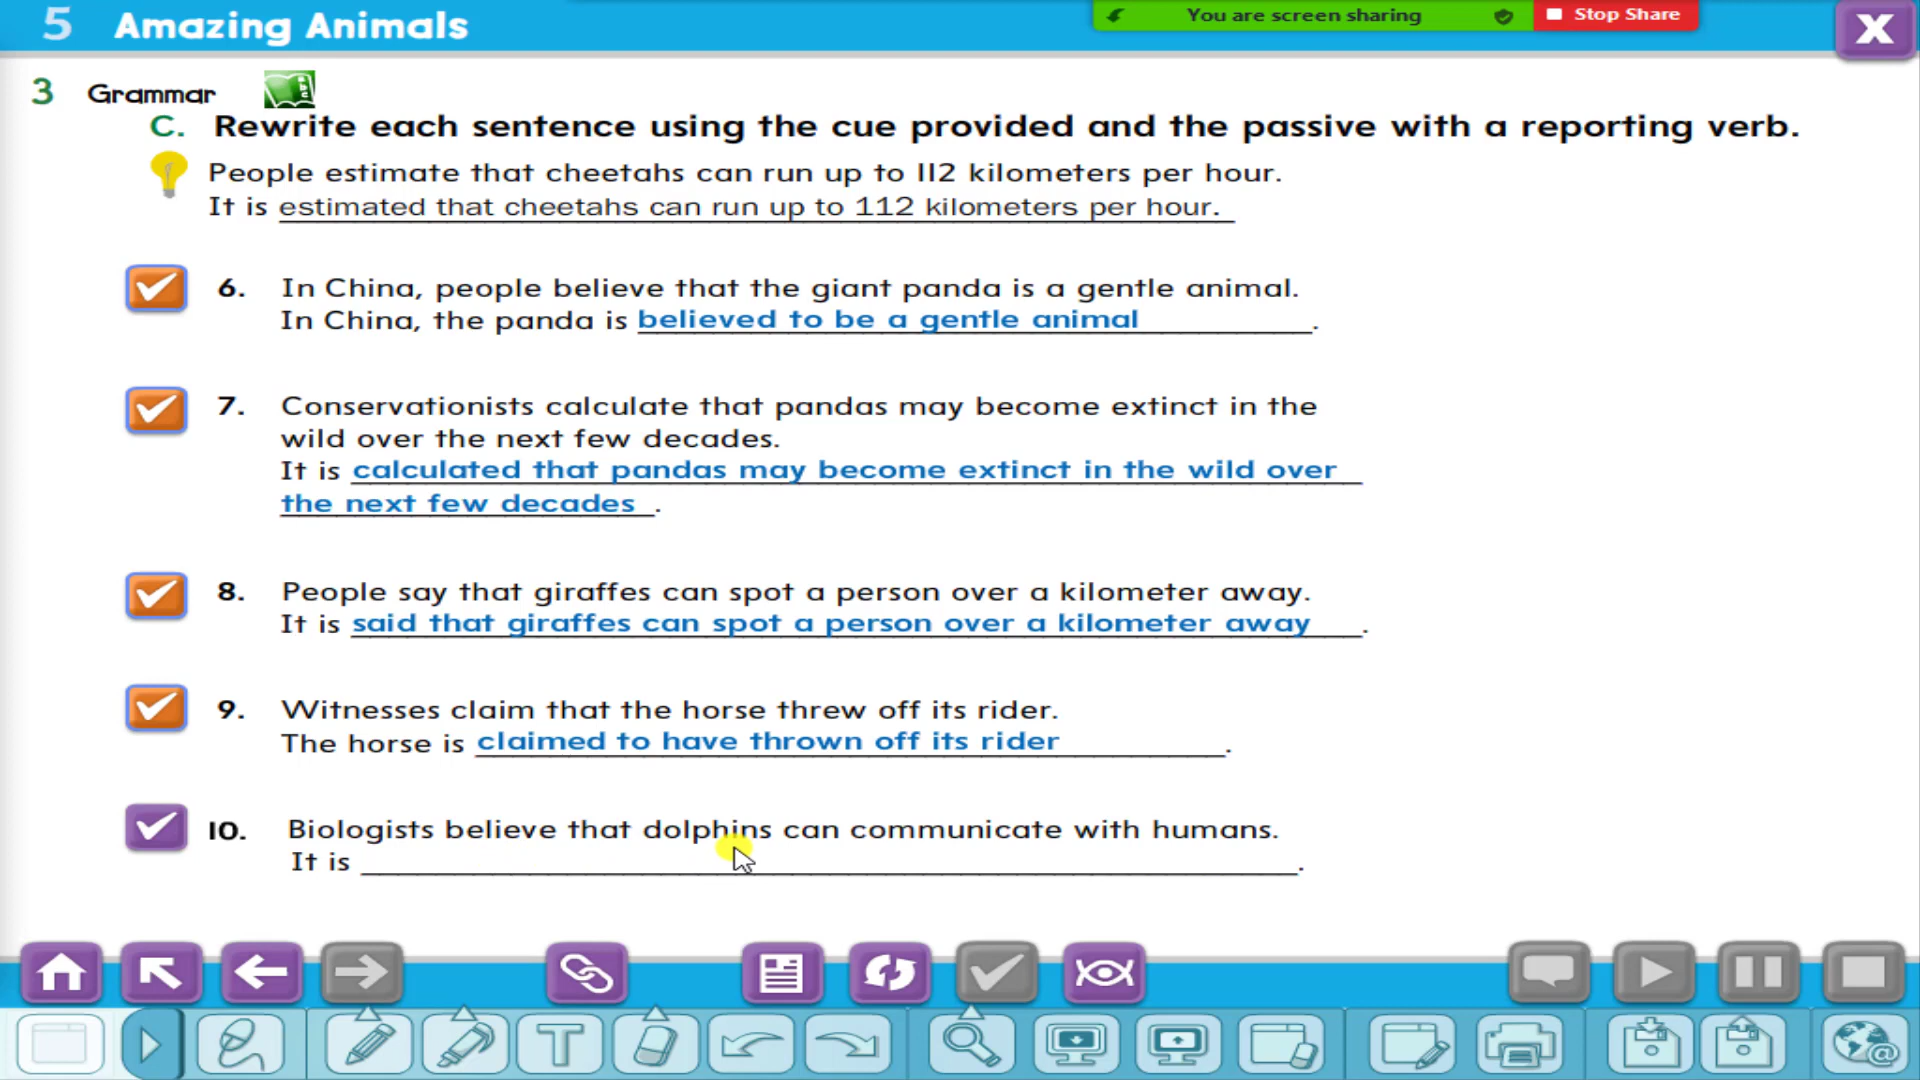 5 Amazing Animals
You are screen sharing
Stop Share
X
3 Grammar
C. Rewrite each sentence using the cue provided and the passive with a reporting verb.
People estimate that cheetahs can run up to 112 kilometers per hour.
It is estimated that cheetahs can run up to 112 kilometers per hour.
6. In China, people believe that the giant panda is a gentle animal.
In China, the panda is believed to be a gentle animal.
7. Conservationists calculate that pandas may become extinct in the
wild over the next few decades.
It is calculated that pandas may become extinct in the wild over
the next few decades.
8. People say that giraffes can spot a person over a kilometer away.
It is said that giraffes can spot a person over a kilometer away.
9. Witnesses claim that the horse threw off its rider.
The horse is claimed to have thrown off its rider.
10. Biologists believe that dolphins can communicate with humans.
It is ____________________.
T
@